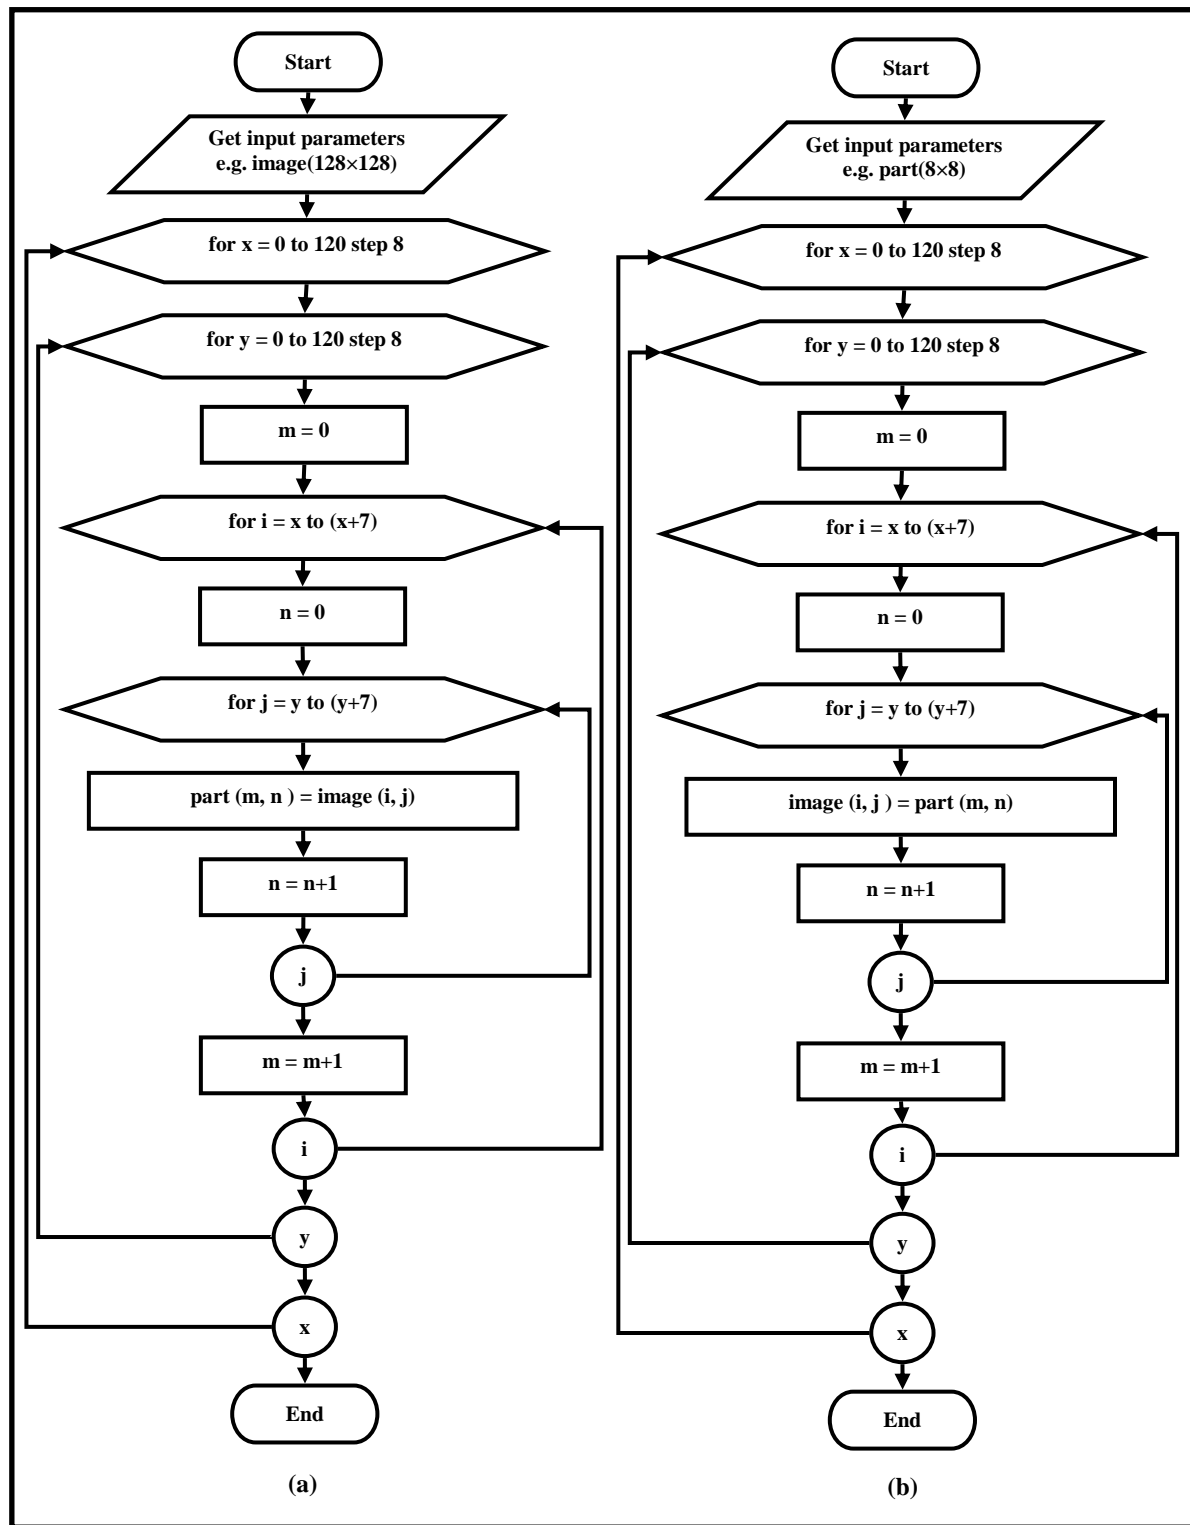 Start
Get input parameters
e.g. image(128×128)
for x = 0 to 120 step 8
for y = 0 to 120 step 8
m = 0
for i = x to (x+7)
n = 0
for j = y to (y+7)
part (m, n ) = image (i, j)
n = n+1
j
m = m+1
i
y
x
End
(a)
Start
Get input parameters
e.g. part(8×8)
for x = 0 to 120 step 8
for y = 0 to 120 step 8
m = 0
for i = x to (x+7)
n = 0
for j = y to (y+7)
image (i, j ) = part (m, n)
n = n+1
j
m = m+1
i
y
x
End
(b)